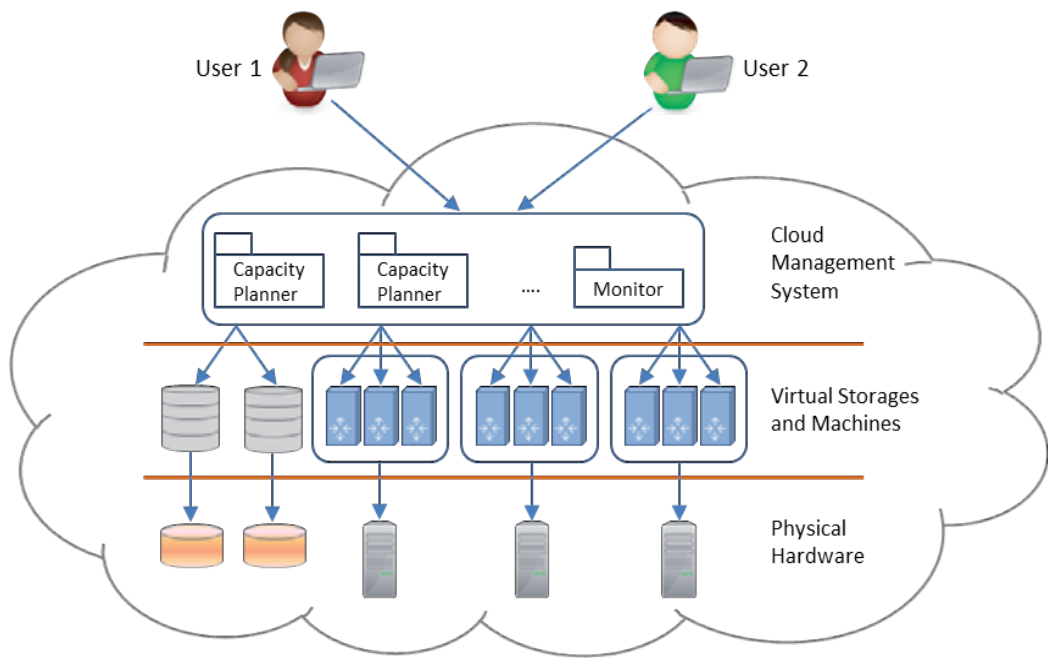 User 1
User 2
Cloud
Management
System
Capacity
Planner
Capacity
Planner
....
Monitor
Virtual Storages
and Machines
Physical
Hardware